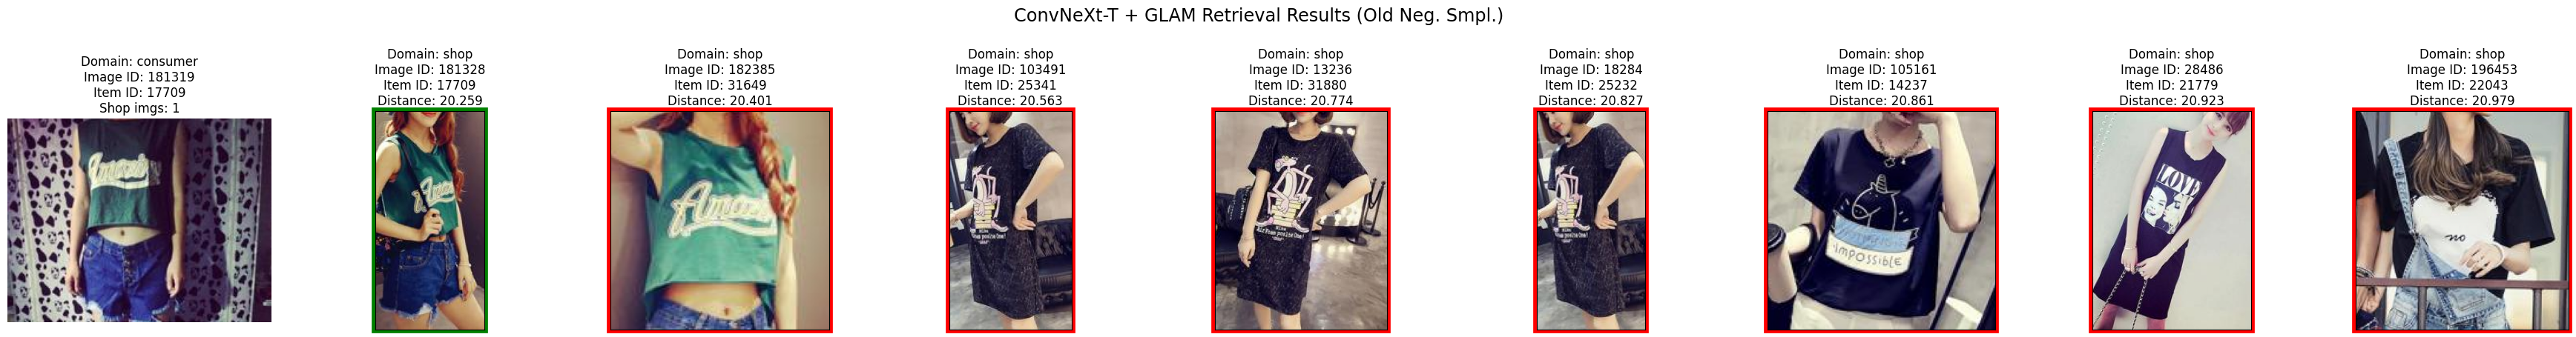 ConvNeXt-T + GLAM Retrieval Results (Old Neg. Smpl.)
Domain: consumer
Image ID: 181319
Item ID: 17709
Shop imgs: 1
Domain: shop
Image ID: 181328
Item ID: 17709
Distance: 20.259
Domain: shop
Image ID: 182385
Item ID: 31649
Distance: 20.401
Domain: shop
Image ID: 103491
Item ID: 25341
Distance: 20.563
Domain: shop
Image ID: 13236
Item ID: 31880
Distance: 20.774
Domain: shop
Image ID: 18284
Item ID: 25232
Distance: 20.827
Domain: shop
Image ID: 105161
Item ID: 14237
Distance: 20.861
Domain: shop
Image ID: 28486
Item ID: 21779
Distance: 20.923
Domain: shop
Image ID: 196453
Item ID: 22043
Distance: 20.979
IMPOSSIBLE
LOVE
no